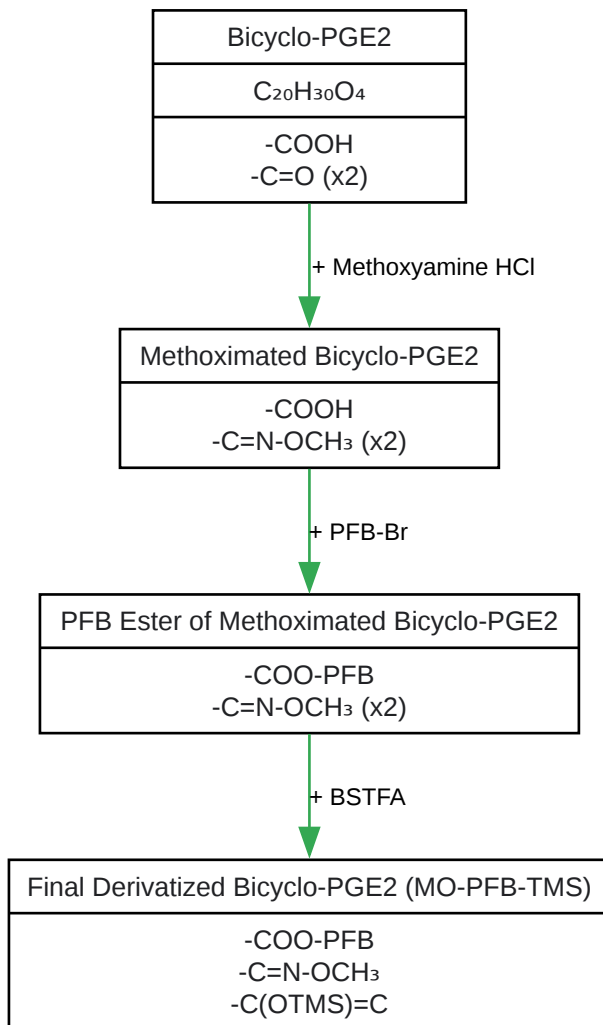 Bicyclo-PGE2
C₂₀H₃₀O₄
-COOH
-C=O (x2)
+ Methoxyamine HCl
Methoximated Bicyclo-PGE2
-COOH
-C=N-OCH₃ (x2)
+ PFB-Br
PFB Ester of Methoximated Bicyclo-PGE2
-COO-PFB
-C=N-OCH₃ (x2)
+ BSTFA
Final Derivatized Bicyclo-PGE2 (MO-PFB-TMS)
-COO-PFB
-C=N-OCH₃
-C(OTMS)=C